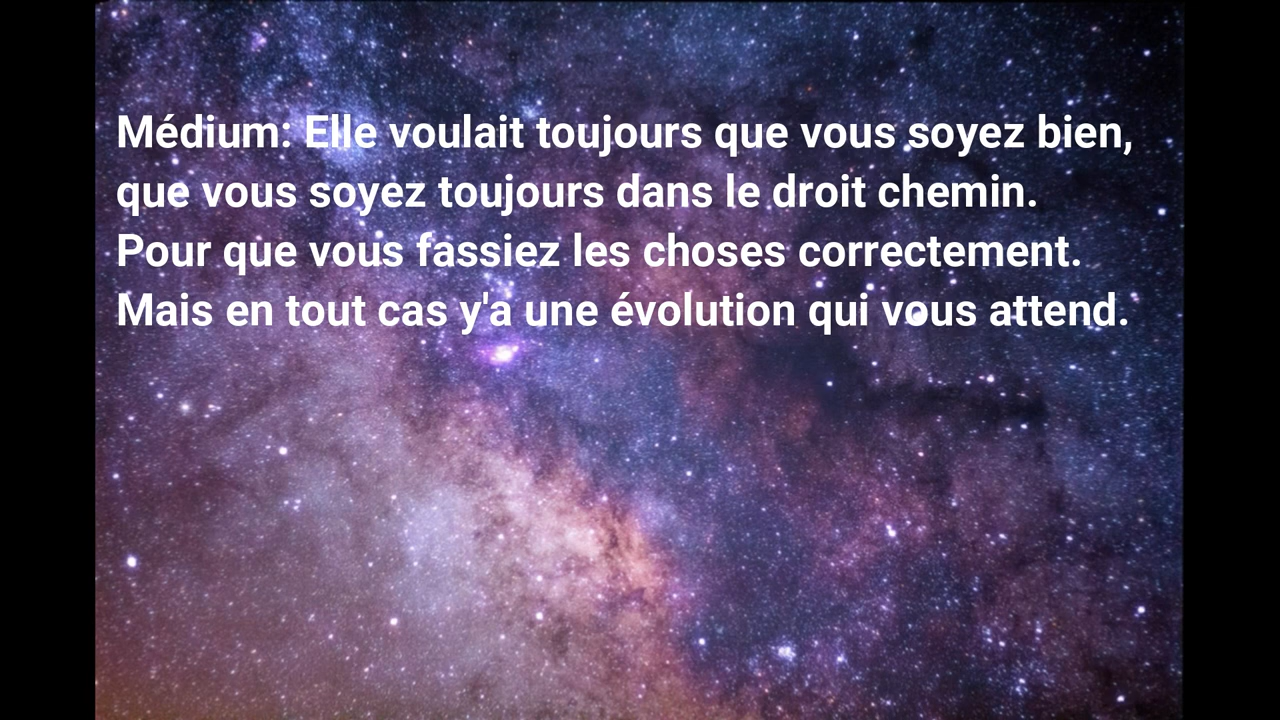 Médium: Elle voulait toujours que vous soyez bien,
que vous soyez toujours dans le droit chemin.
Pour que vous fassiez les choses correctement.
Mais en tout cas y'a une évolution qui vous attend.